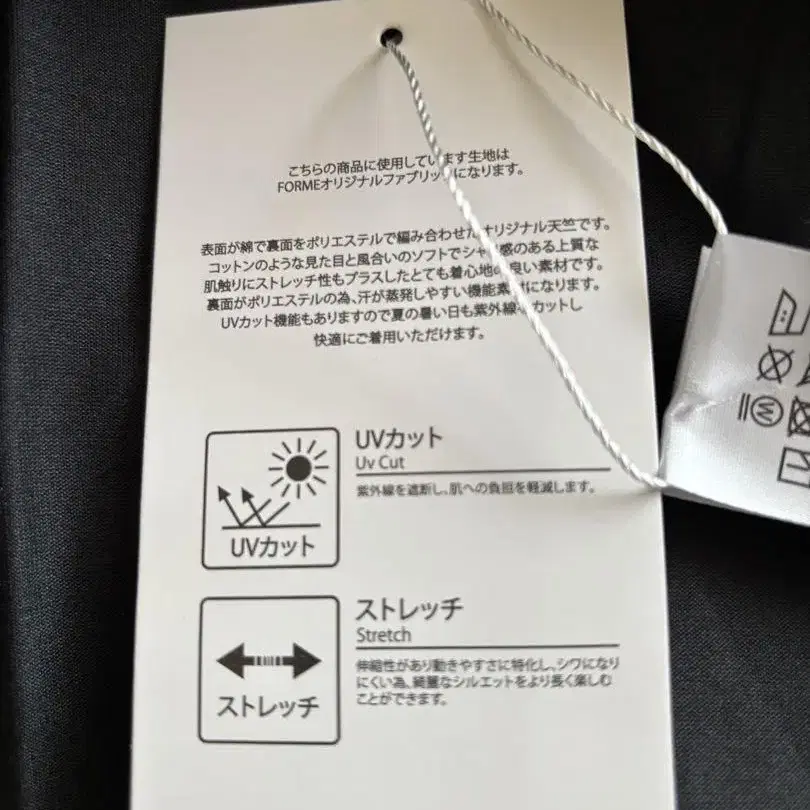 こちらの商品に使用しています生地は
FORMEオリジナルファブリックになります。
表面が綿で裏面をポリエステルで編み合わせたオリジナル天竺です。
コットンのような見た目と風合いのソフトでシャリ感のある上質な
肌触りにストレッチ性もプラスしたとても着心地の良い素材です。
裏面がポリエステルの為、汗が蒸発しやすい機能素材になります。
UVカット機能もありますので夏の暑い日も紫外線をカットし
快適にご着用いただけます。
UVカット
Uv Cut
紫外線を遮断し、肌への負担を軽減します。
UVカット
ストレッチ
Stretch
伸縮性があり動きやすさに特化し、シワになり
にくい為、綺麗なシルエットをより長く楽しむ
ことができます。
ストレッチ
W